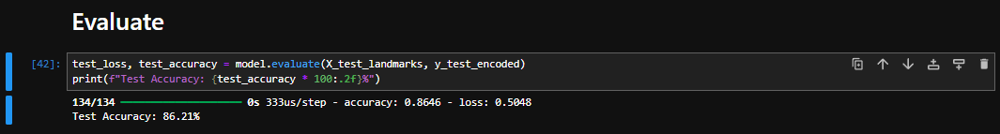 Evaluate
[42]: test_loss, test_accuracy = model.evaluate(X_test_landmarks, y_test_encoded)
print(f"Test Accuracy: {test_accuracy * 100:.2f}%")
134/134 0s 333us/step - accuracy: 0.8646 - loss: 0.5048
Test Accuracy: 86.21%